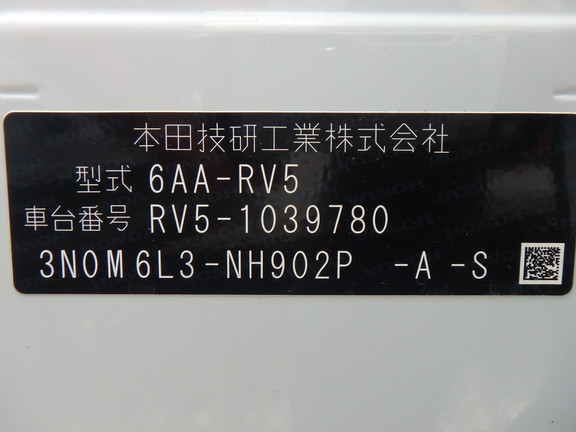 本田技研工業株式会社
型式 6AA-RV5
車台番号 RV5-1039780
3N0M6L3-NH902P -A -S